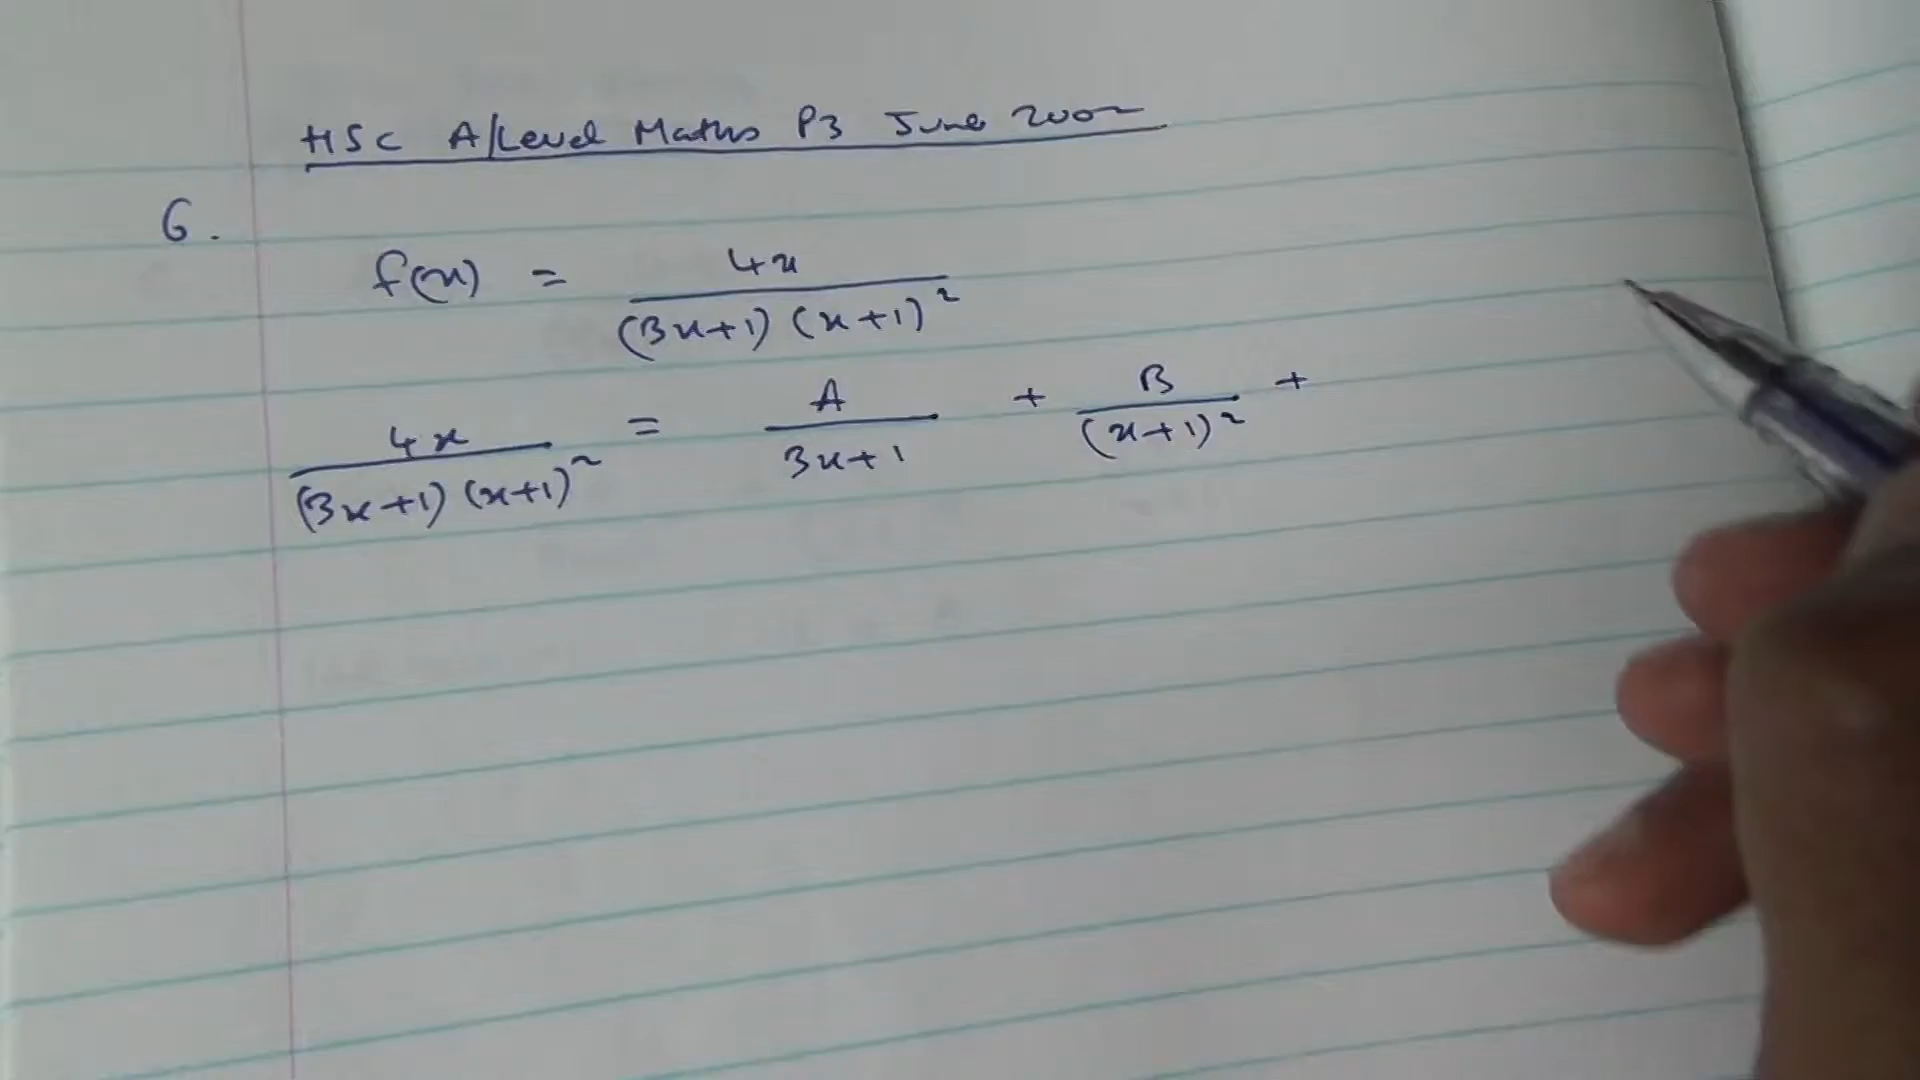 HSC A/Level Maths P3 June 2002
6.
f(x) = 4x / (3x+1)(x+1)²
4x / (3x+1)(x+1)² = A / 3x+1 + B / (x+1)² +